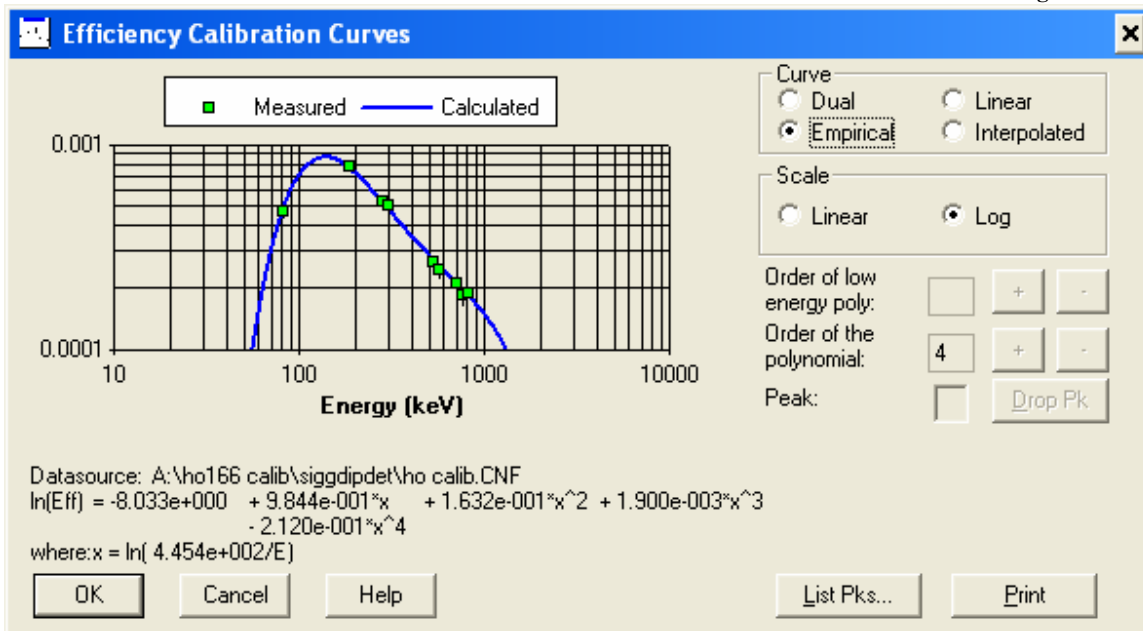 Efficiency Calibration Curves
Measured Calculated
0.001
0.0001
10 100 1000 10000
Energy (keV)
Curve
Dual Linear
Empirical Interpolated
Scale
Linear Log
Order of low
energy poly: + -
Order of the
polynomial: 4 + -
Peak: Drop Pk
Datasource: A:\ho166 calib\siggdipdet\ho calib.CNF
ln(Eff) = -8.033e+000 + 9.844e-001*x + 1.632e-001*x^2 + 1.900e-003*x^3
- 2.120e-001*x^4
where:x = ln( 4.454e+002/E)
OK Cancel Help List Pks... Print